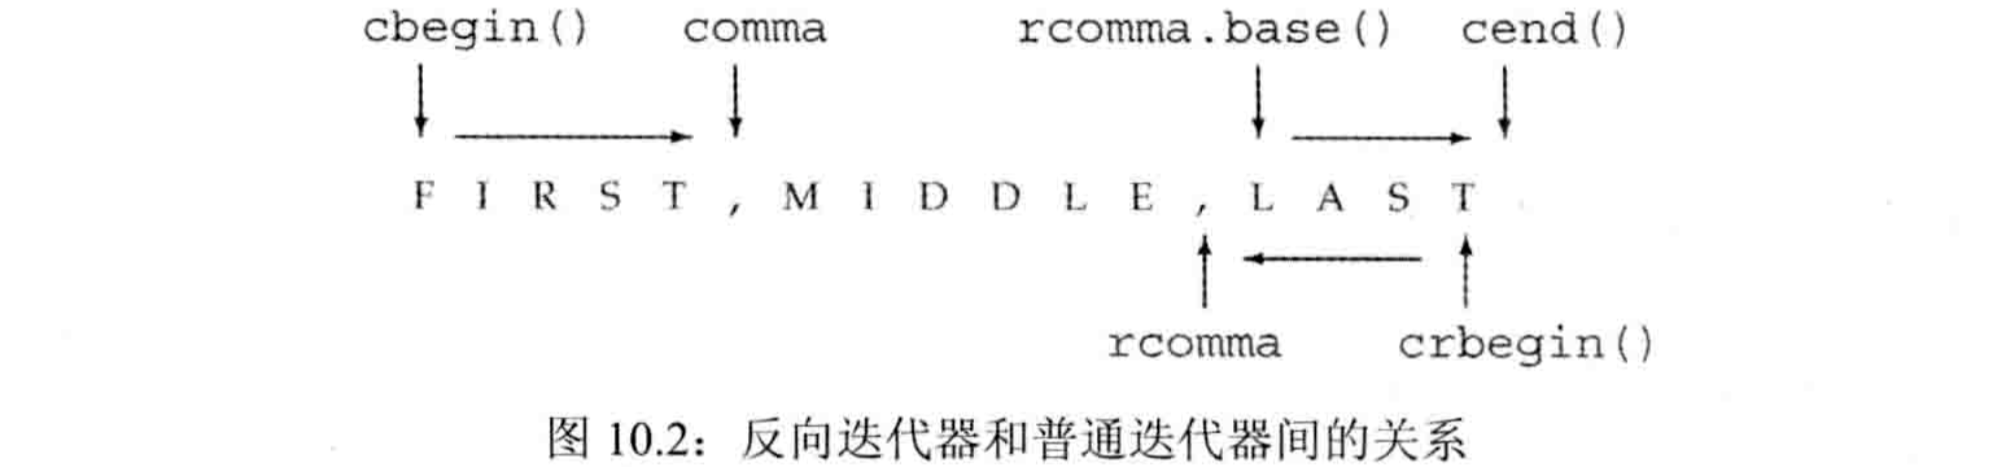 cbegin() comma rcomma.base() cend()
F I R S T , M I D D L E , L A S T
rcomma crbegin()
图 10.2：反向迭代器和普通迭代器间的关系